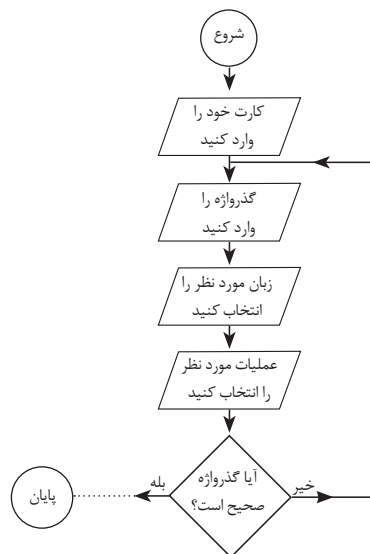 شروع
کارت خود را
وارد کنید
گذرواژه را
وارد کنید
زبان مورد نظر را
انتخاب کنید
عملیات مورد نظر
را انتخاب کنید
آیا گذرواژه
صحیح است؟
خیر
بله
پایان